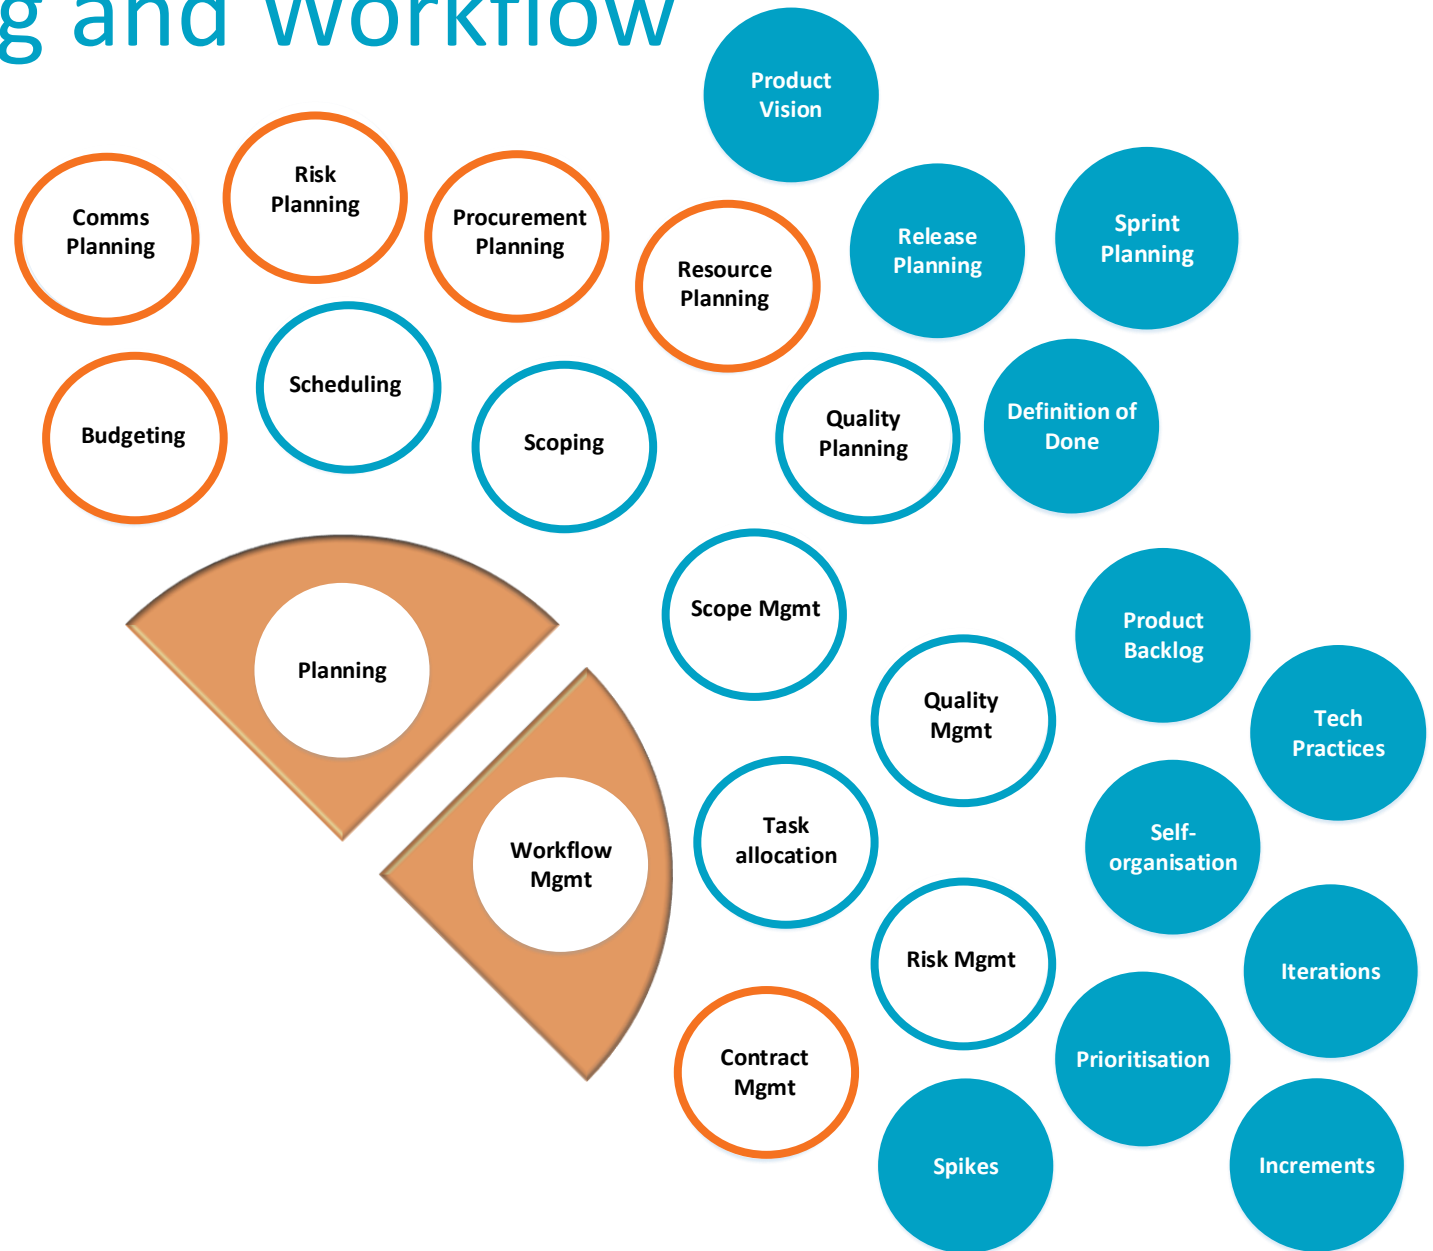 g and Workflow
Product
Vision
Risk
Planning
Comms
Planning
Procurement
Planning
Resource
Planning
Release
Planning
Sprint
Planning
Budgeting
Scheduling
Scoping
Quality
Planning
Definition of
Done
Planning
Scope Mgmt
Product
Backlog
Quality
Mgmt
Tech
Practices
Workflow
Mgmt
Task
allocation
Self-
organisation
Risk Mgmt
Iterations
Contract
Mgmt
Prioritisation
Spikes
Increments